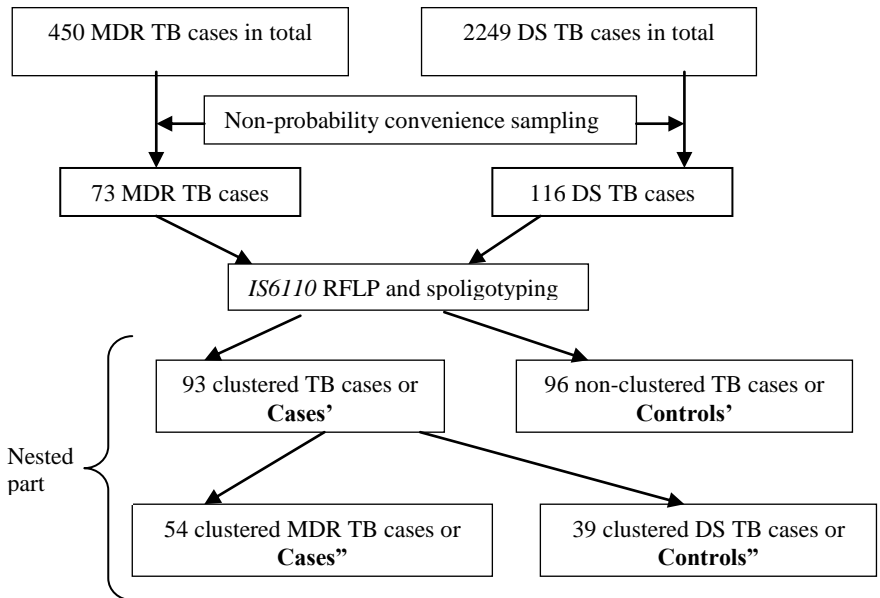 450 MDR TB cases in total
2249 DS TB cases in total
Non-probability convenience sampling
73 MDR TB cases
116 DS TB cases
IS6110 RFLP and spoligotyping
93 clustered TB cases or
Cases’
96 non-clustered TB cases or
Controls’
Nested
part
54 clustered MDR TB cases or
Cases”
39 clustered DS TB cases or
Controls”